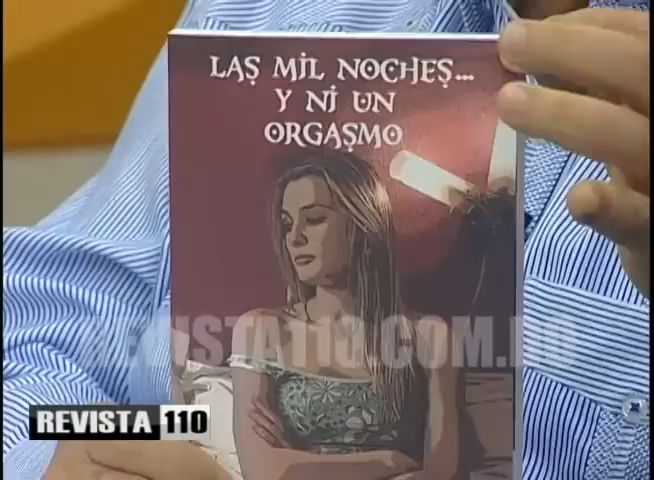 LAS MIL NOCHES...
Y NI UN
ORGASMO
REVISTA110.COM.DO
REVISTA 110